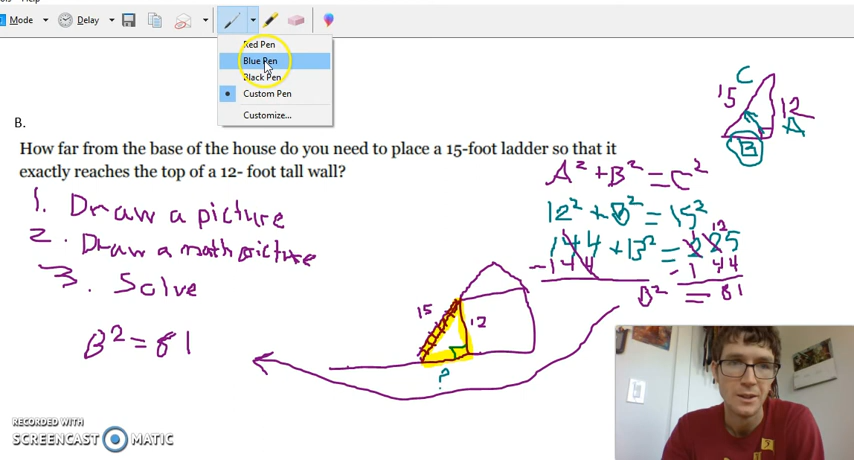 Mode
Delay
Red Pen
Blue Pen
Black Pen
Custom Pen
Customize...
B.
How far from the base of the house do you need to place a 15-foot ladder so that it
exactly reaches the top of a 12- foot tall wall?
C
15
12
A
B
1. Draw a picture
2. Draw a math picture
3. Solve
B² = 81
A² + B² = C²
12² + B² = 15²
12
144 + B² = 225
- 144 - 144
B² = 81
15
12
?
RECORDED WITH
SCREENCAST MATIC